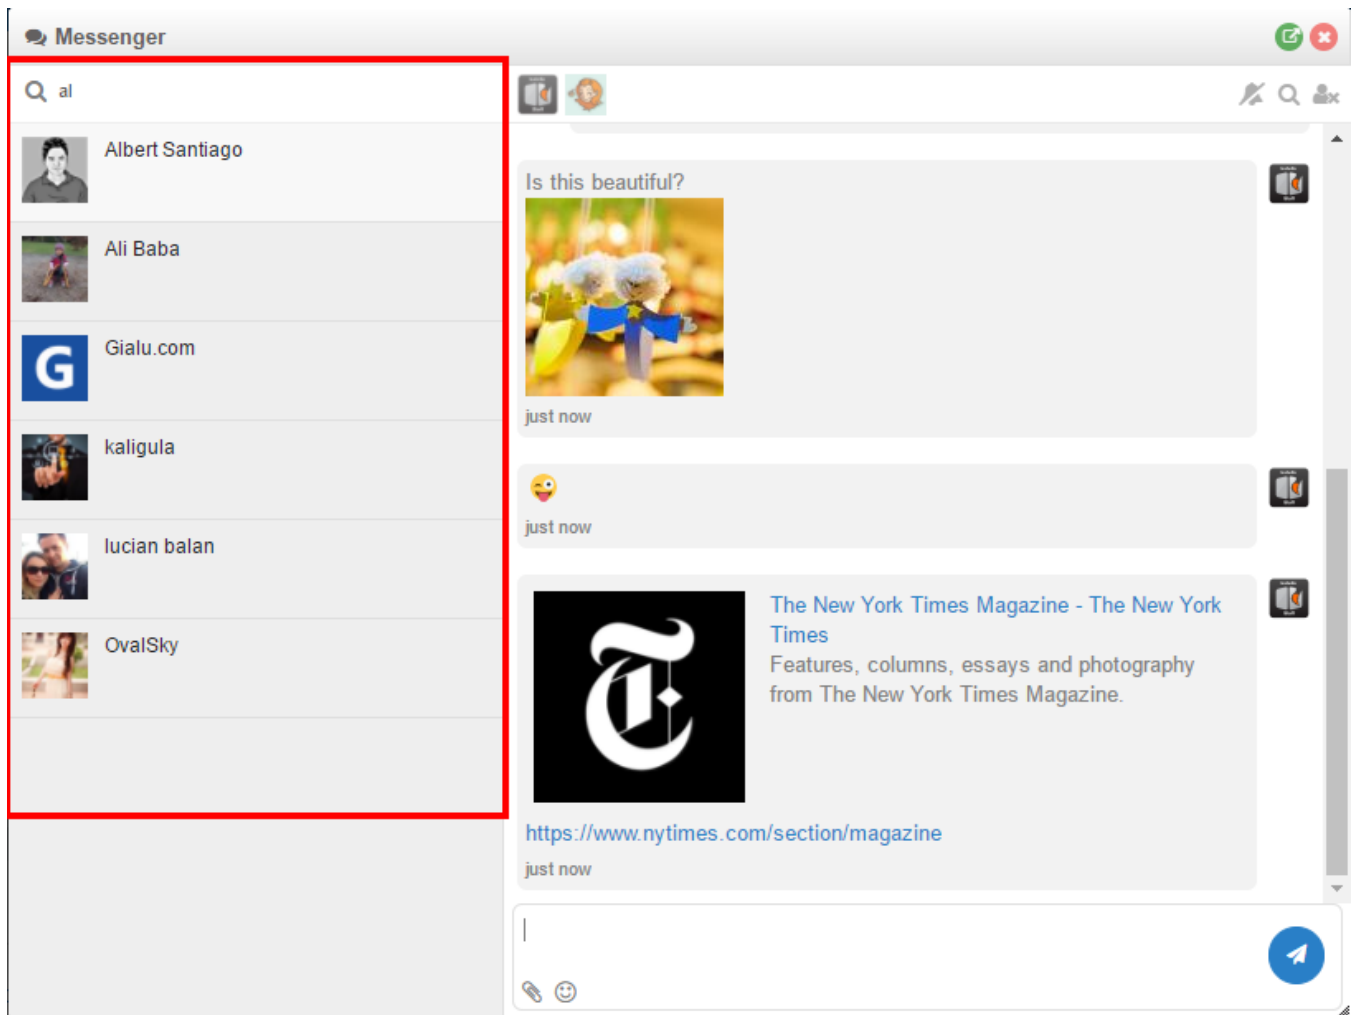 Messenger
al
Albert Santiago
Ali Baba
G
Gialu.com
kaligula
lucian balan
OvalSky
Is this beautiful?
just now
just now
The New York Times Magazine - The New York
Times
Features, columns, essays and photography
from The New York Times Magazine.
https://www.nytimes.com/section/magazine
just now